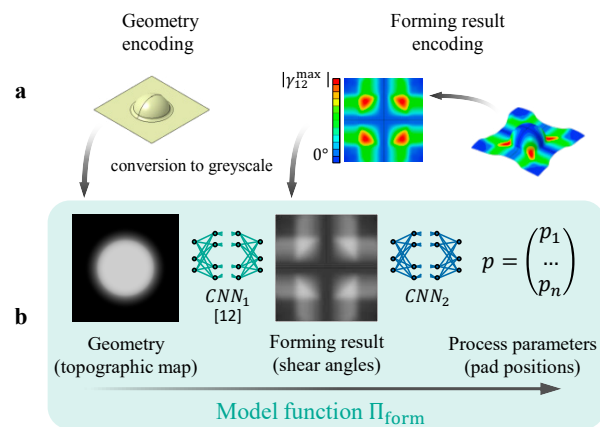 Geometry
encoding
Forming result
encoding
a
|γ₁₂ᵐᵃˣ|
0°
conversion to greyscale
CNN₁
[12]
CNN₂
p = (p₁ ... pₙ)
b
Geometry
(topographic map)
Forming result
(shear angles)
Process parameters
(pad positions)
Model function Π_form